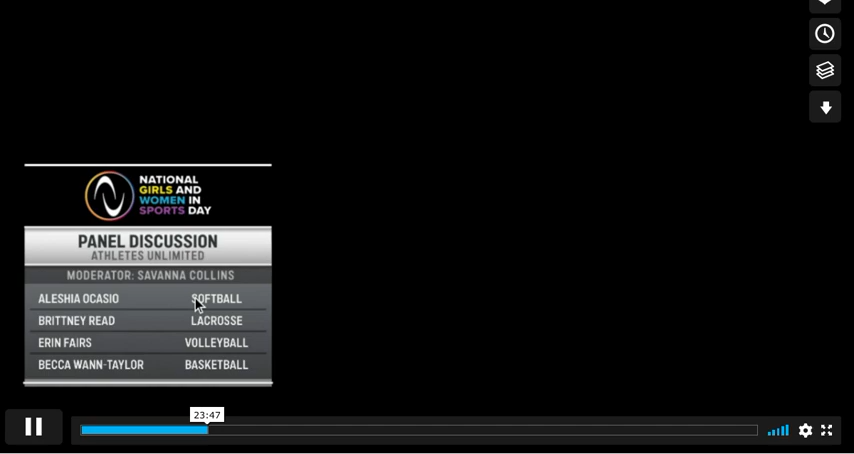 NATIONAL
GIRLS AND
WOMEN IN
SPORTS DAY
PANEL DISCUSSION
ATHLETES UNLIMITED
MODERATOR: SAVANNA COLLINS
ALESHIA OCASIO SOFTBALL
BRITTNEY READ LACROSSE
ERIN FAIRS VOLLEYBALL
BECCA WANN-TAYLOR BASKETBALL
23:47